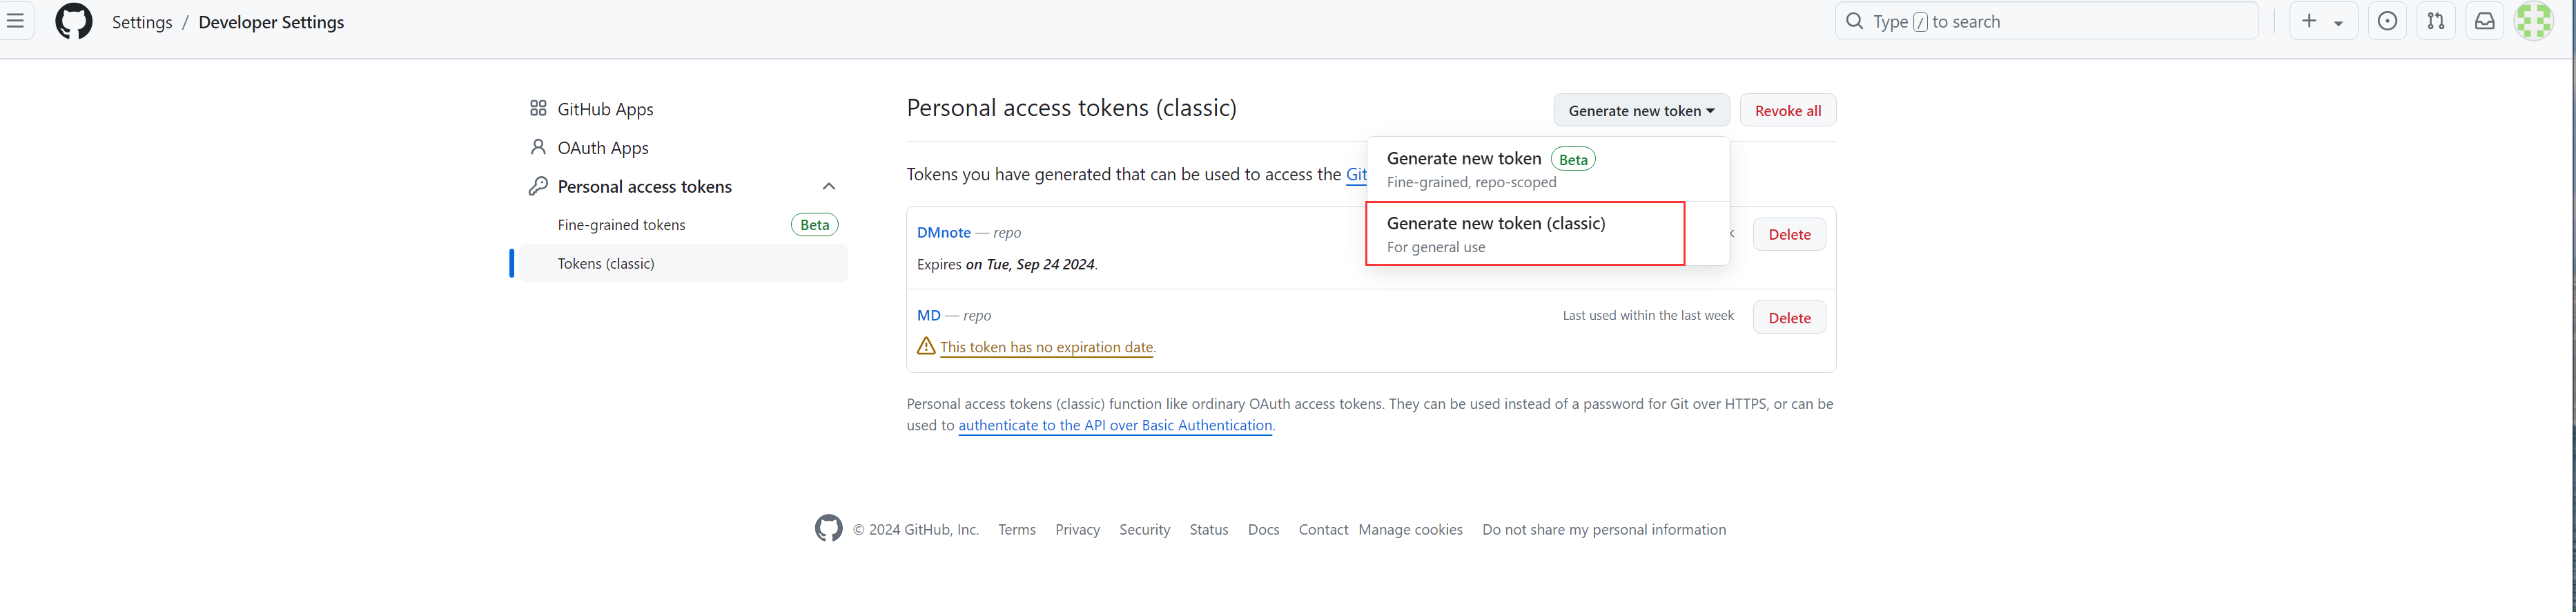 Settings / Developer Settings
Type / to search
GitHub Apps
OAuth Apps
Personal access tokens
Fine-grained tokens Beta
Tokens (classic)
Personal access tokens (classic)
Generate new token
Revoke all
Generate new token Beta
Fine-grained, repo-scoped
Generate new token (classic)
For general use
Tokens you have generated that can be used to access the Git
DMnote — repo
Delete
Expires on Tue, Sep 24 2024.
MD — repo
Last used within the last week
Delete
This token has no expiration date.
Personal access tokens (classic) function like ordinary OAuth access tokens. They can be used instead of a password for Git over HTTPS, or can be
used to authenticate to the API over Basic Authentication.
© 2024 GitHub, Inc. Terms Privacy Security Status Docs Contact Manage cookies Do not share my personal information